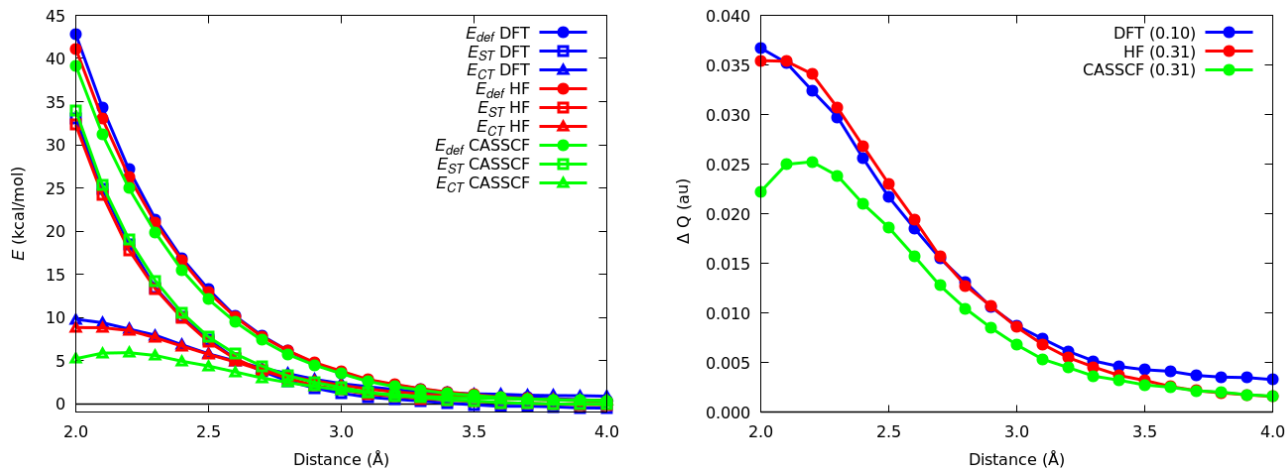 45
40
35
30
25
20
15
10
5
0
E (kcal/mol)
2.0 2.5 3.0 3.5 4.0
Distance (Å)
E_def DFT
E_ST DFT
E_CT DFT
E_def HF
E_ST HF
E_CT HF
E_def CASSCF
E_ST CASSCF
E_CT CASSCF
0.040
0.035
0.030
0.025
0.020
0.015
0.010
0.005
0.000
Δ Q (au)
2.0 2.5 3.0 3.5 4.0
Distance (Å)
DFT (0.10)
HF (0.31)
CASSCF (0.31)